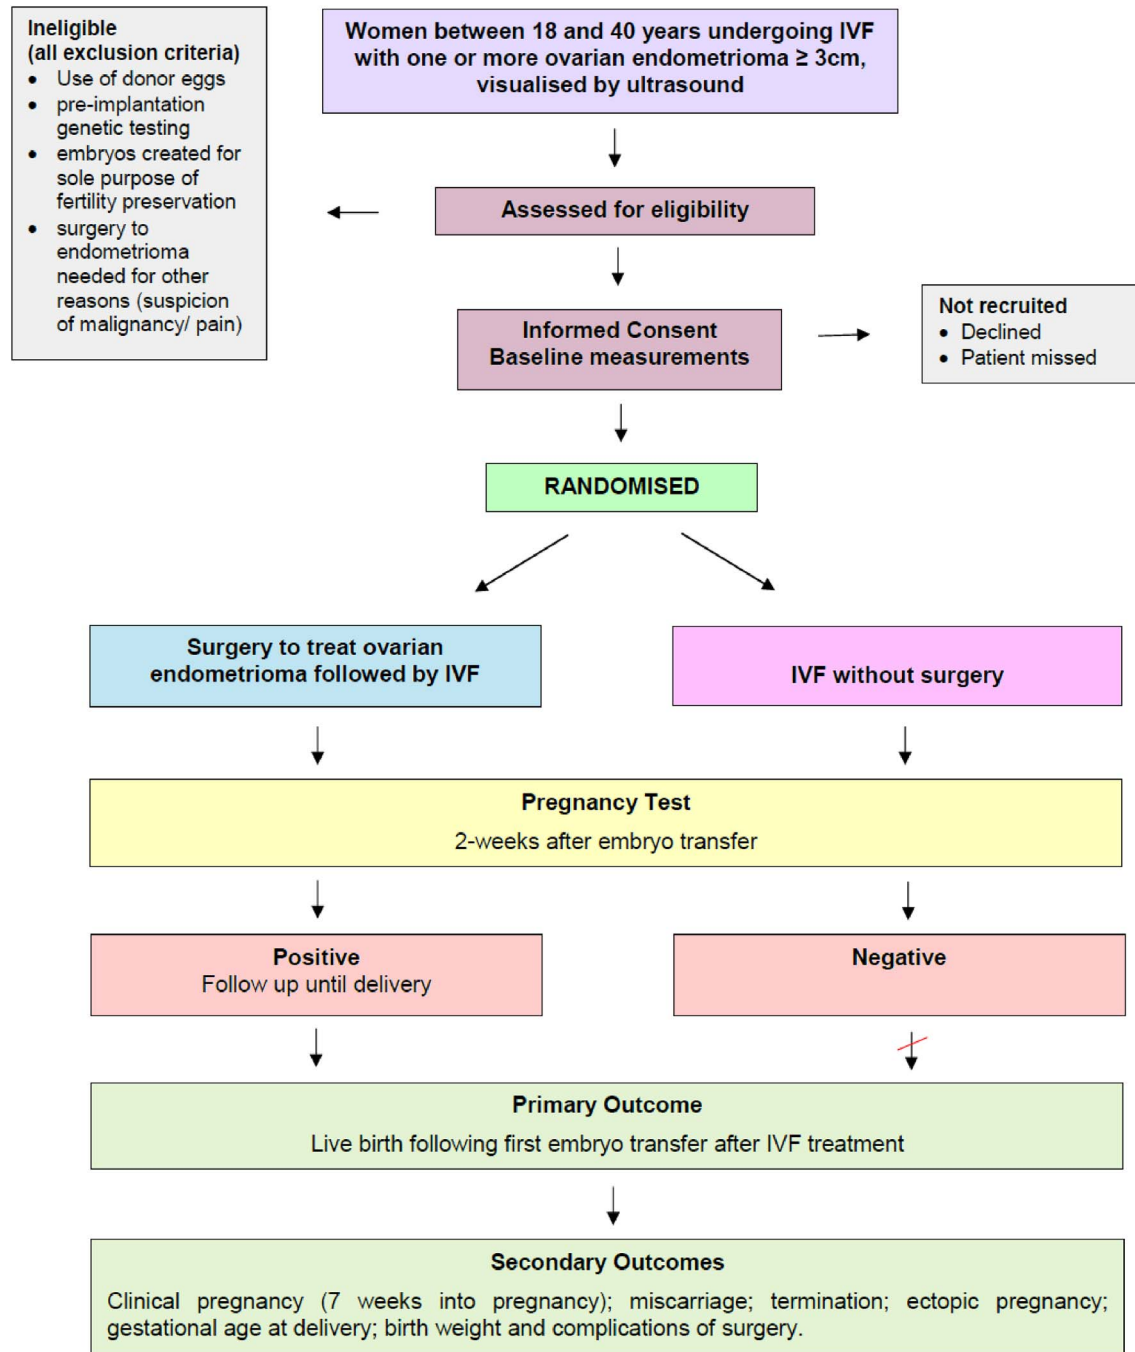 Ineligible
(all exclusion criteria)
• Use of donor eggs
• pre-implantation
genetic testing
• embryos created for
sole purpose of
fertility preservation
• surgery to
endometrioma
needed for other
reasons (suspicion
of malignancy/ pain)
Women between 18 and 40 years undergoing IVF
with one or more ovarian endometrioma ≥ 3cm,
visualised by ultrasound
Assessed for eligibility
Informed Consent
Baseline measurements
Not recruited
• Declined
• Patient missed
RANDOMISED
Surgery to treat ovarian
endometrioma followed by IVF
IVF without surgery
Pregnancy Test
2-weeks after embryo transfer
Positive
Follow up until delivery
Negative
Primary Outcome
Live birth following first embryo transfer after IVF treatment
Secondary Outcomes
Clinical pregnancy (7 weeks into pregnancy); miscarriage; termination; ectopic pregnancy;
gestational age at delivery; birth weight and complications of surgery.